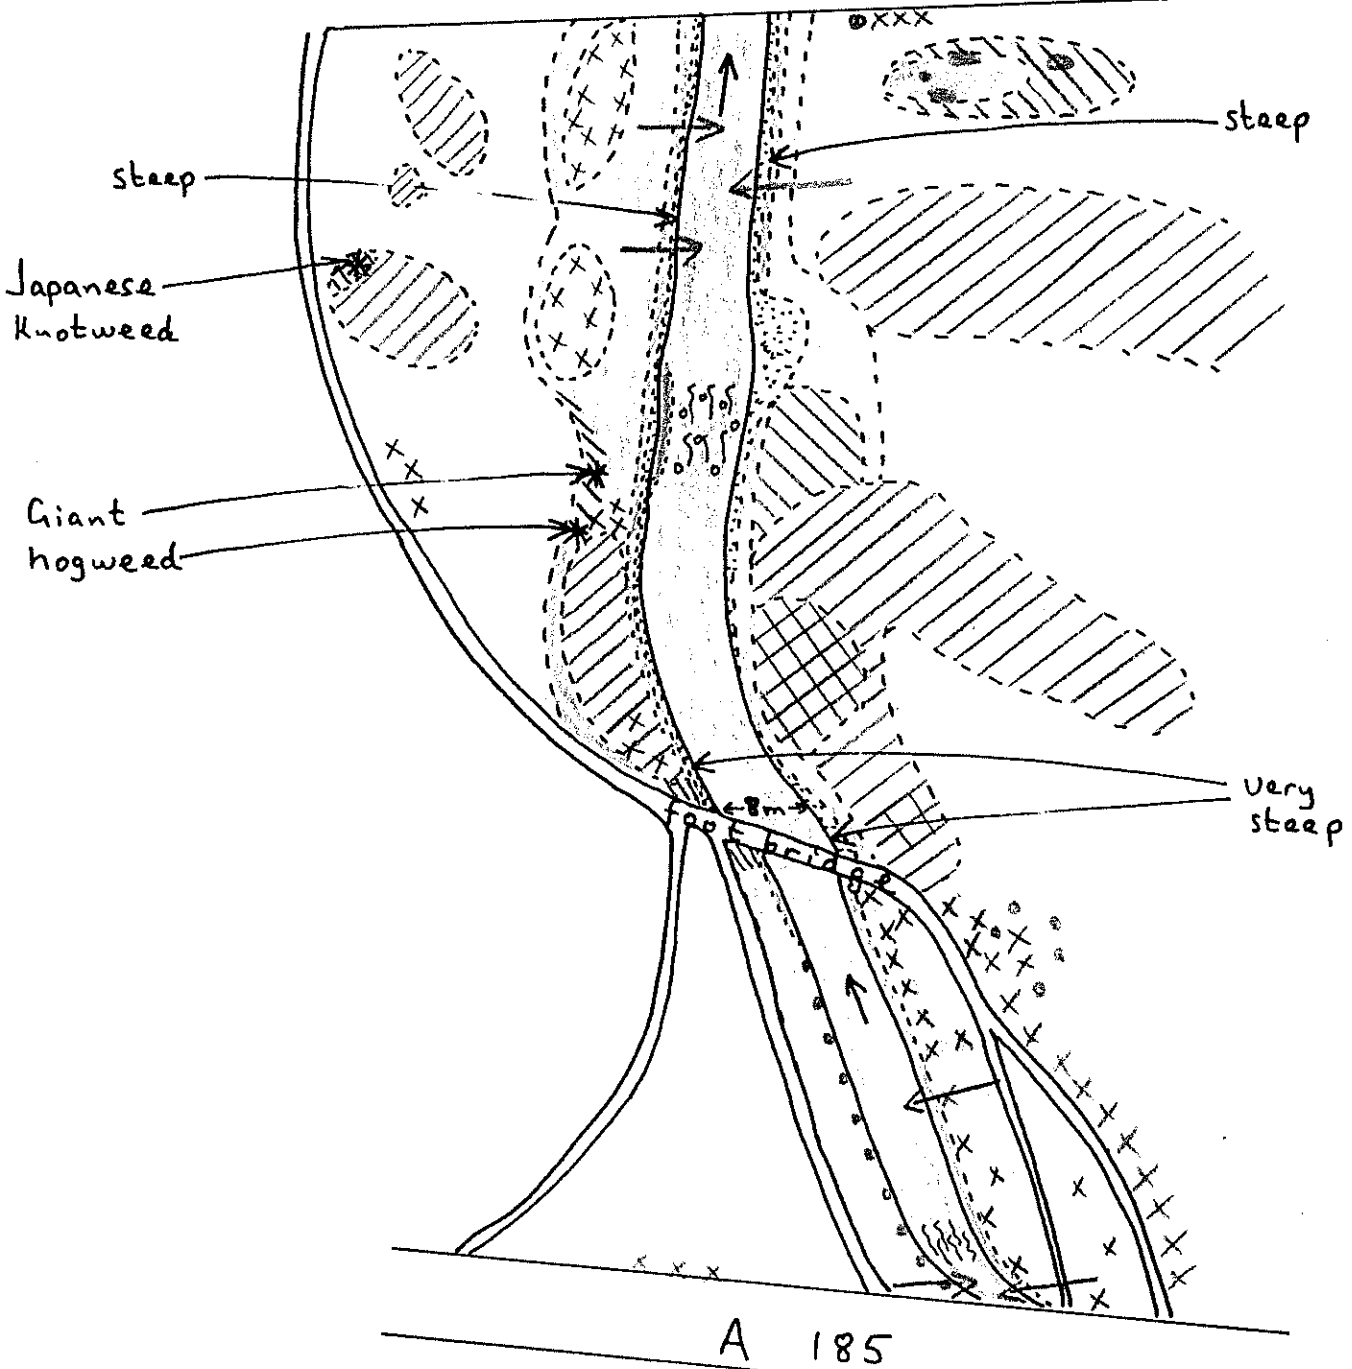 steep
steep
Japanese
Knotweed
Giant
hogweed
8m
very
steep
foot bridge
A 185